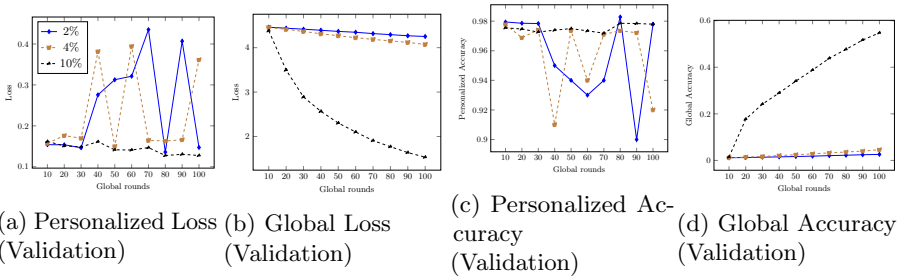 0.4
0.3
0.2
0.1
Loss
2%
4%
10%
10 20 30 40 50 60 70 80 90 100
Global rounds
(a) Personalized Loss
(Validation)
4
3
2
Loss
10 20 30 40 50 60 70 80 90 100
Global rounds
(b) Global Loss
(Validation)
0.98
0.96
0.94
0.92
0.9
Personalized Accuracy
10 20 30 40 50 60 70 80 90 100
Global rounds
(c) Personalized Ac-
curacy
(Validation)
0.6
0.4
0.2
0
Global Accuracy
10 20 30 40 50 60 70 80 90 100
Global rounds
(d) Global Accuracy
(Validation)